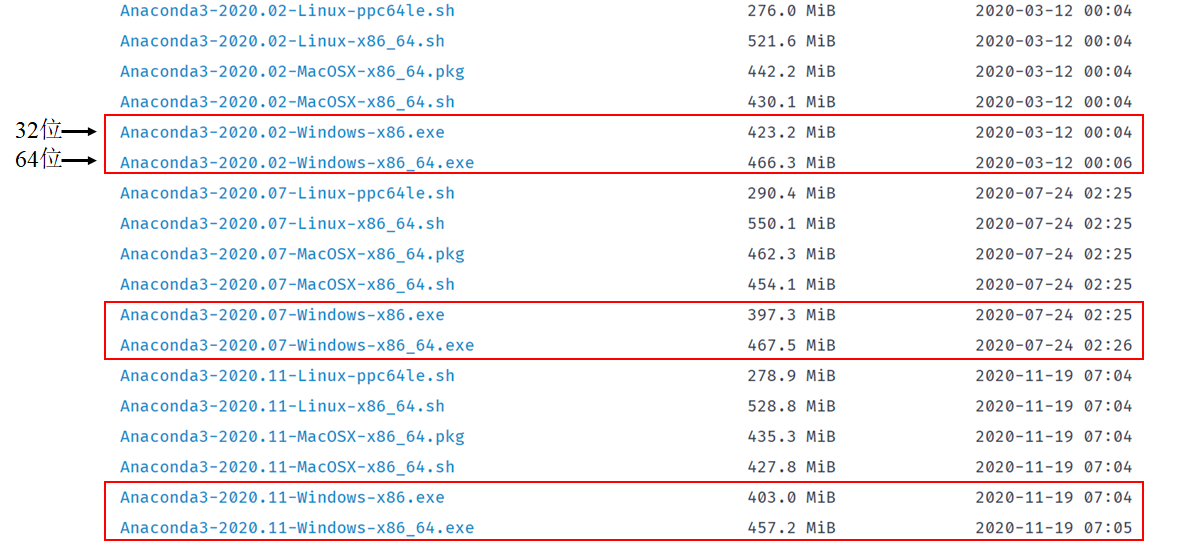 Anaconda3-2020.02-Linux-ppc64le.sh 276.0 MiB 2020-03-12 00:04
Anaconda3-2020.02-Linux-x86_64.sh 521.6 MiB 2020-03-12 00:04
Anaconda3-2020.02-MacOSX-x86_64.pkg 442.2 MiB 2020-03-12 00:04
Anaconda3-2020.02-MacOSX-x86_64.sh 430.1 MiB 2020-03-12 00:04
32位 Anaconda3-2020.02-Windows-x86.exe 423.2 MiB 2020-03-12 00:04
64位 Anaconda3-2020.02-Windows-x86_64.exe 466.3 MiB 2020-03-12 00:06
Anaconda3-2020.07-Linux-ppc64le.sh 290.4 MiB 2020-07-24 02:25
Anaconda3-2020.07-Linux-x86_64.sh 550.1 MiB 2020-07-24 02:25
Anaconda3-2020.07-MacOSX-x86_64.pkg 462.3 MiB 2020-07-24 02:25
Anaconda3-2020.07-MacOSX-x86_64.sh 454.1 MiB 2020-07-24 02:25
Anaconda3-2020.07-Windows-x86.exe 397.3 MiB 2020-07-24 02:25
Anaconda3-2020.07-Windows-x86_64.exe 467.5 MiB 2020-07-24 02:26
Anaconda3-2020.11-Linux-ppc64le.sh 278.9 MiB 2020-11-19 07:04
Anaconda3-2020.11-Linux-x86_64.sh 528.8 MiB 2020-11-19 07:04
Anaconda3-2020.11-MacOSX-x86_64.pkg 435.3 MiB 2020-11-19 07:04
Anaconda3-2020.11-MacOSX-x86_64.sh 427.8 MiB 2020-11-19 07:04
Anaconda3-2020.11-Windows-x86.exe 403.0 MiB 2020-11-19 07:04
Anaconda3-2020.11-Windows-x86_64.exe 457.2 MiB 2020-11-19 07:05